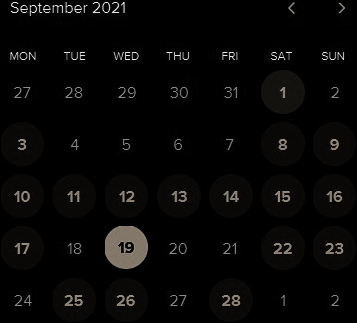 September 2021
MON TUE WED THU FRI SAT SUN
27 28 29 30 31 1 2
3 4 5 6 7 8 9
10 11 12 13 14 15 16
17 18 19 20 21 22 23
24 25 26 27 28 1 2